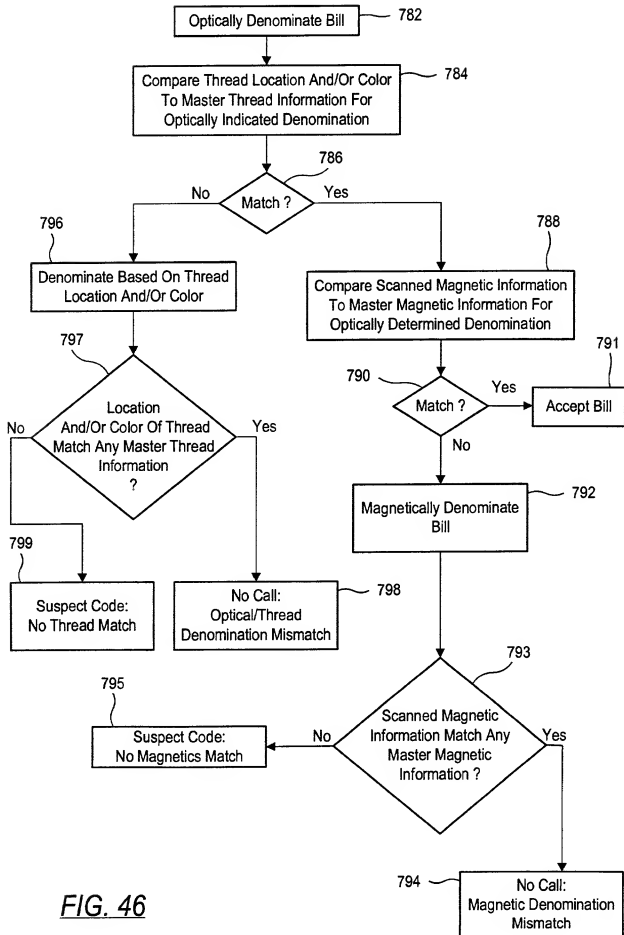 Optically Denominate Bill
782
Compare Thread Location And/Or Color
To Master Thread Information For
Optically Indicated Denomination
784
786
No
Match ?
Yes
796
Denominate Based On Thread
Location And/Or Color
788
Compare Scanned Magnetic Information
To Master Magnetic Information For
Optically Determined Denomination
797
Location
And/Or Color Of Thread
Match Any Master Thread
Information
?
No
Yes
790
Match ?
Yes
No
791
Accept Bill
792
Magnetically Denominate
Bill
799
Suspect Code:
No Thread Match
798
No Call:
Optical/Thread
Denomination Mismatch
793
Scanned Magnetic
Information Match Any
Master Magnetic
Information ?
No
Yes
795
Suspect Code:
No Magnetics Match
794
No Call:
Magnetic Denomination
Mismatch
FIG. 46